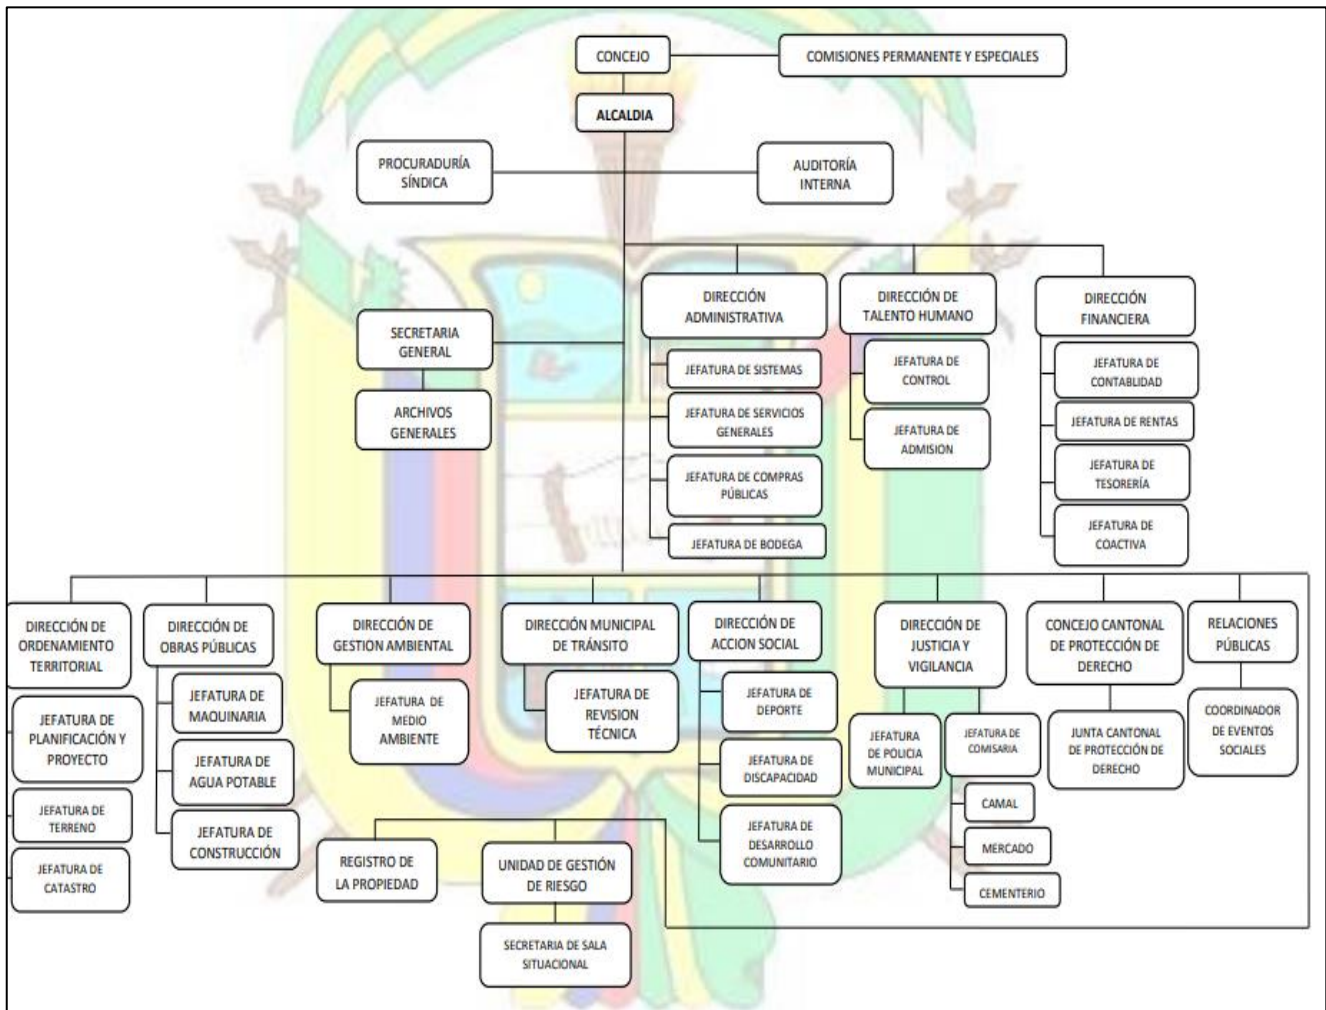 CONCEJO
COMISIONES PERMANENTE Y ESPECIALES
ALCALDIA
PROCURADURÍA
SÍNDICA
AUDITORÍA
INTERNA
DIRECCIÓN
ADMINISTRATIVA
DIRECCIÓN DE
TALENTO HUMANO
DIRECCIÓN
FINANCIERA
SECRETARIA
GENERAL
ARCHIVOS
GENERALES
JEFATURA DE SISTEMAS
JEFATURA DE SERVICIOS
GENERALES
JEFATURA DE COMPRAS
PÚBLICAS
JEFATURA DE BODEGA
JEFATURA DE
CONTROL
JEFATURA DE
ADMISION
JEFATURA DE
CONTABLIDAD
JEFATURA DE RENTAS
JEFATURA DE
TESORERÍA
JEFATURA DE
COACTIVA
DIRECCIÓN DE
ORDENAMIENTO
TERRITORIAL
JEFATURA DE
PLANIFICACIÓN Y
PROYECTO
JEFATURA DE
TERRENO
JEFATURA DE
CATASTRO
DIRECCIÓN DE
OBRAS PÚBLICAS
JEFATURA DE
MAQUINARIA
JEFATURA DE
AGUA POTABLE
JEFATURA DE
CONSTRUCCIÓN
DIRECCIÓN DE
GESTION AMBIENTAL
JEFATURA DE
MEDIO
AMBIENTE
DIRECCIÓN MUNICIPAL
DE TRÁNSITO
JEFATURA DE
REVISION
TÉCNICA
DIRECCIÓN DE
ACCION SOCIAL
JEFATURA DE
DEPORTE
JEFATURA DE
DISCAPACIDAD
JEFATURA DE
DESARROLLO
COMUNITARIO
DIRECCIÓN DE
JUSTICIA Y
VIGILANCIA
JEFATURA
DE POLICIA
MUNICIPAL
JEFATURA DE
COMISARIA
CAMAL
MERCADO
CEMENTERIO
CONCEJO CANTONAL
DE PROTECCIÓN DE
DERECHO
JUNTA CANTONAL
DE PROTECCIÓN DE
DERECHO
RELACIONES
PÚBLICAS
COORDINADOR
DE EVENTOS
SOCIALES
REGISTRO DE
LA PROPIEDAD
UNIDAD DE GESTIÓN
DE RIESGO
SECRETARIA DE SALA
SITUACIONAL